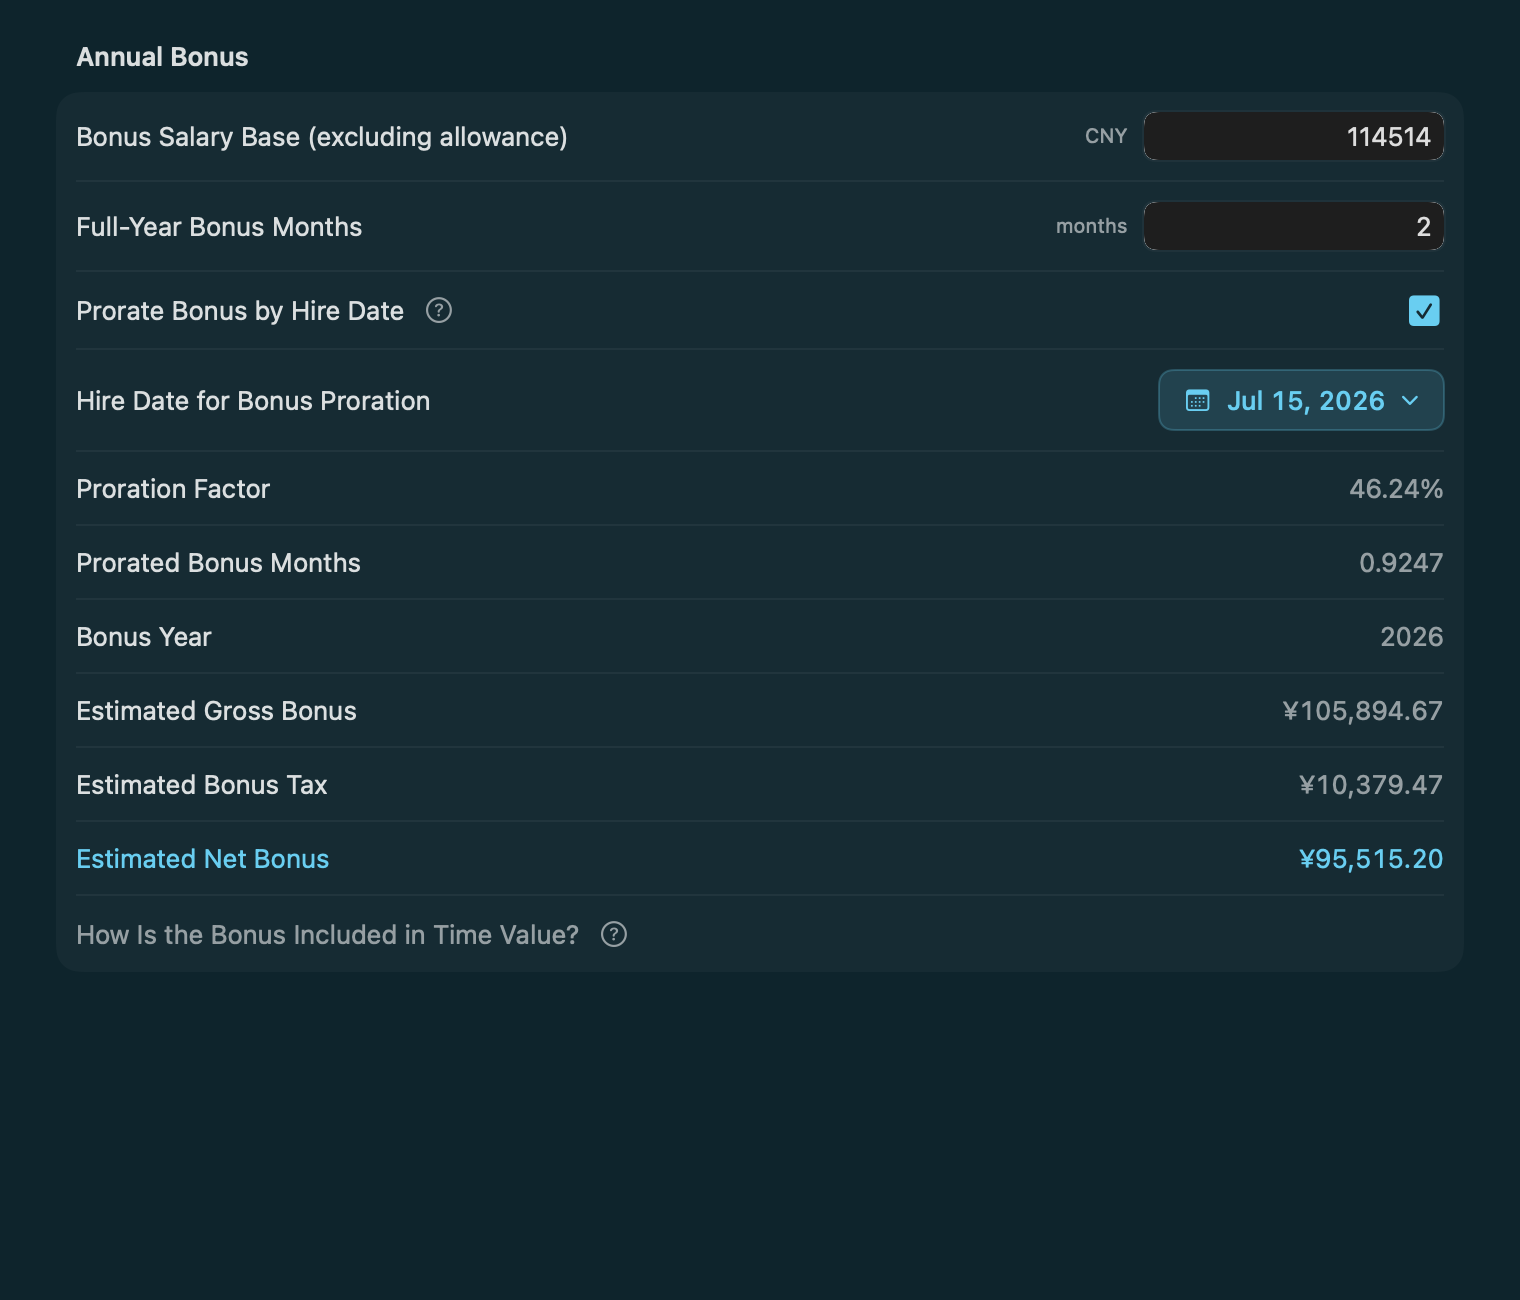 Annual Bonus
Bonus Salary Base (excluding allowance) CNY 114514
Full-Year Bonus Months months 2
Prorate Bonus by Hire Date ?
Hire Date for Bonus Proration Jul 15, 2026
Proration Factor 46.24%
Prorated Bonus Months 0.9247
Bonus Year 2026
Estimated Gross Bonus ¥105,894.67
Estimated Bonus Tax ¥10,379.47
Estimated Net Bonus ¥95,515.20
How Is the Bonus Included in Time Value? ?